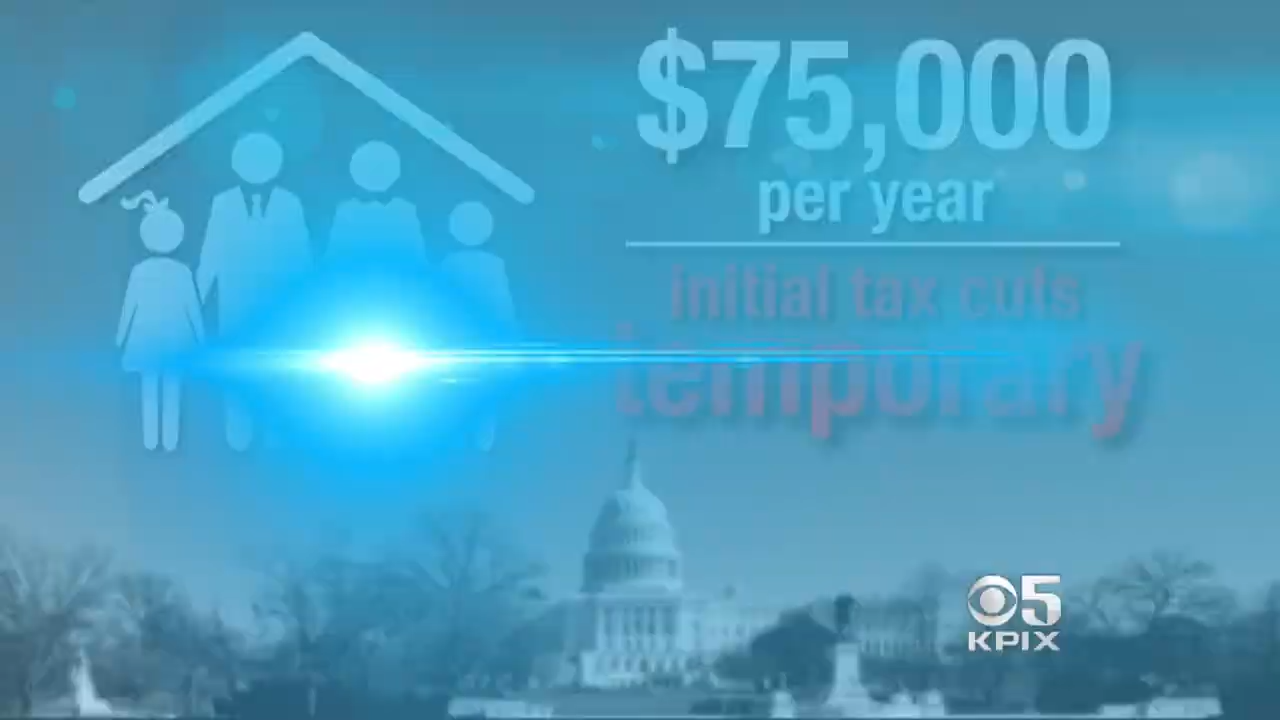 $75,000
per year
initial tax cuts
temporary
5
KPIX